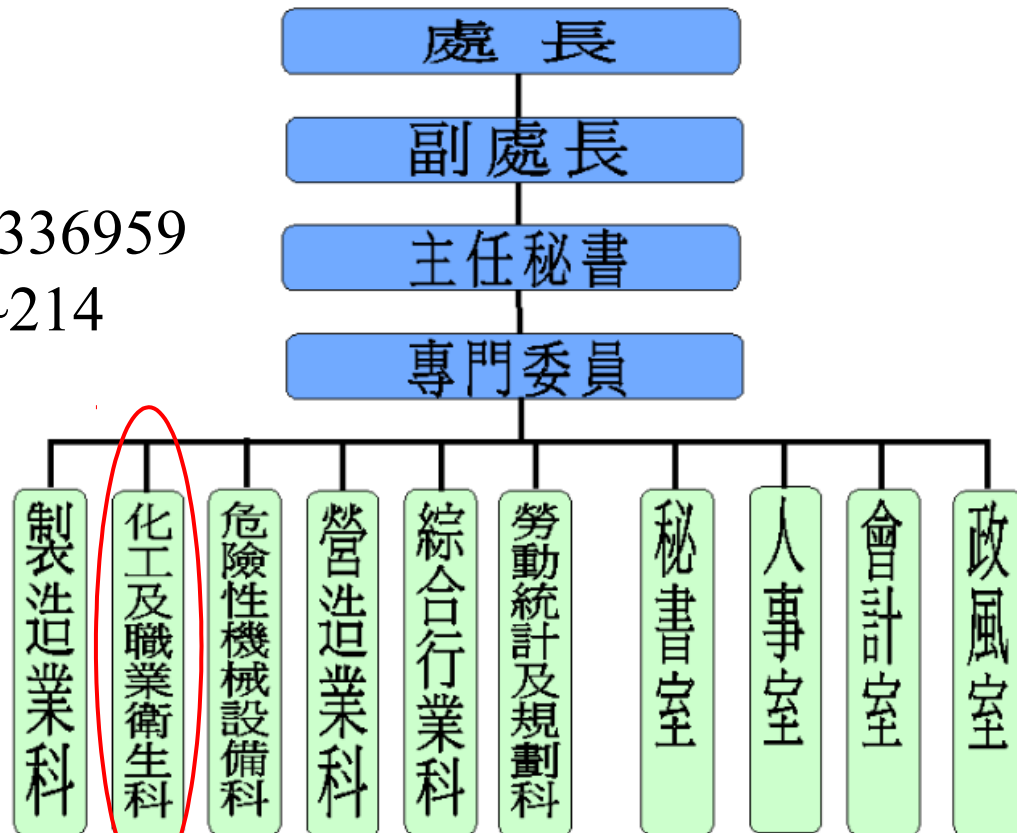 處長
副處長
336959
主任秘書
~214
專門委員
製造業科
化工及職業衛生科
危險性機械設備科
營造業科
綜合行業科
勞動統計及規劃科
秘書室
人事室
會計室
政風室